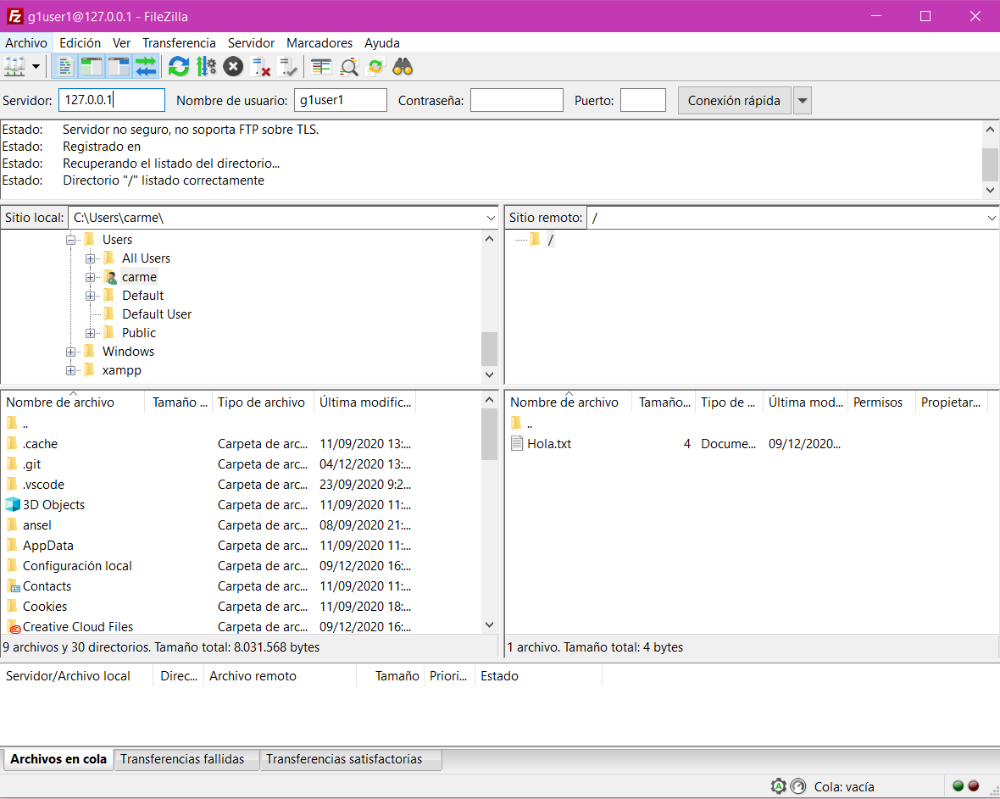 g1user1@127.0.0.1 - FileZilla
Archivo Edición Ver Transferencia Servidor Marcadores Ayuda
Servidor: 127.0.0.1 Nombre de usuario: g1user1 Contraseña: Puerto: Conexión rápida
Estado: Servidor no seguro, no soporta FTP sobre TLS.
Estado: Registrado en
Estado: Recuperando el listado del directorio...
Estado: Directorio "/" listado correctamente
Sitio local: C:\Users\carme\
Users
All Users
carme
Default
Default User
Public
Windows
xampp
Sitio remoto: /
/
Nombre de archivo Tamaño ... Tipo de archivo Última modific...
..
.cache Carpeta de arc... 11/09/2020 13:...
.git Carpeta de arc... 04/12/2020 13:...
.vscode Carpeta de arc... 23/09/2020 9:2...
3D Objects Carpeta de arc... 11/09/2020 11:...
ansel Carpeta de arc... 08/09/2020 21:...
AppData Carpeta de arc... 11/09/2020 11:...
Configuración local Carpeta de arc... 09/12/2020 16:...
Contacts Carpeta de arc... 11/09/2020 11:...
Cookies Carpeta de arc... 11/09/2020 18:...
Creative Cloud Files Carpeta de arc... 09/12/2020 16:...
9 archivos y 30 directorios. Tamaño total: 8.031.568 bytes
Nombre de archivo Tamaño... Tipo de ... Última mod... Permisos Propietar...
..
Hola.txt 4 Docume... 09/12/2020...
1 archivo. Tamaño total: 4 bytes
Servidor/Archivo local Direc... Archivo remoto Tamaño Priori... Estado
Archivos en cola Transferencias fallidas Transferencias satisfactorias
Cola: vacía